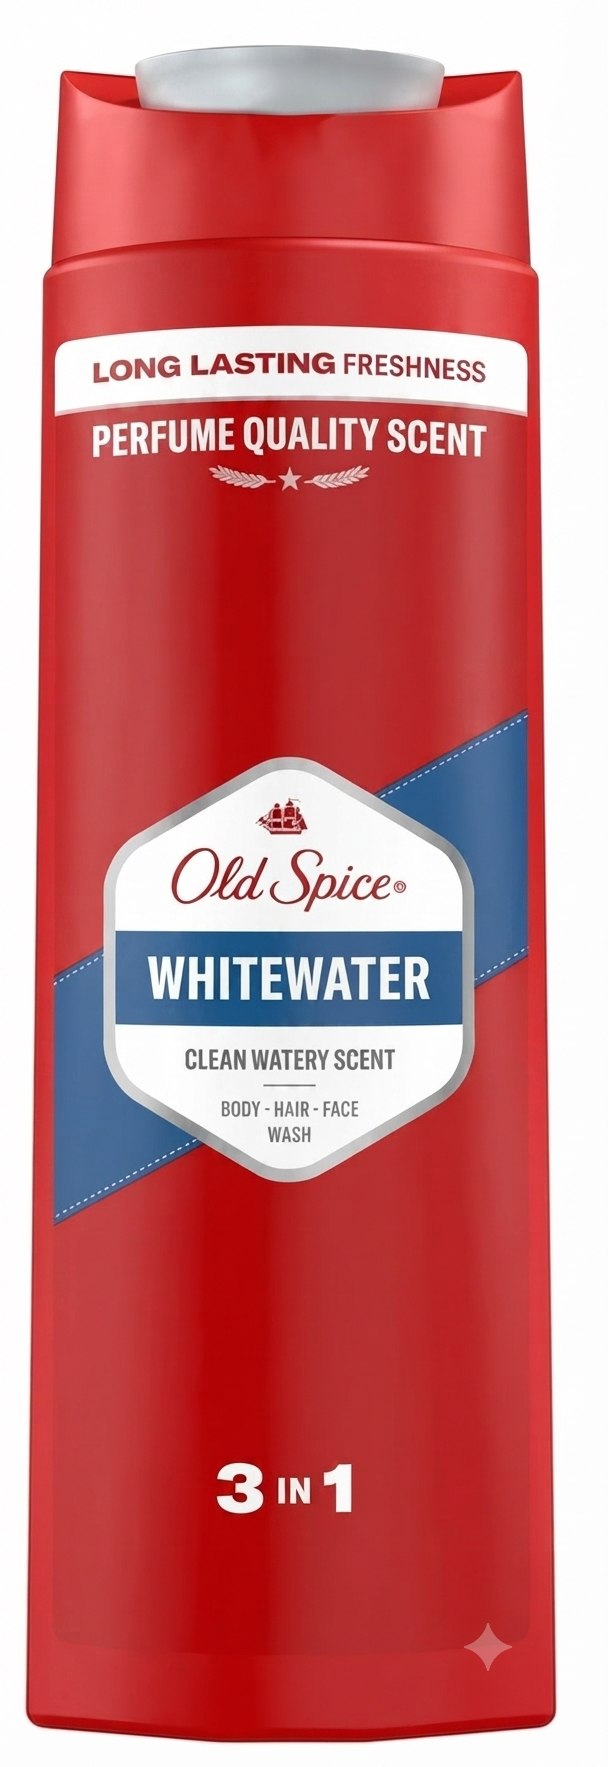 LONG LASTING FRESHNESS
PERFUME QUALITY SCENT
Old Spice
WHITEWATER
CLEAN WATERY SCENT
BODY - HAIR - FACE
WASH
3 IN 1